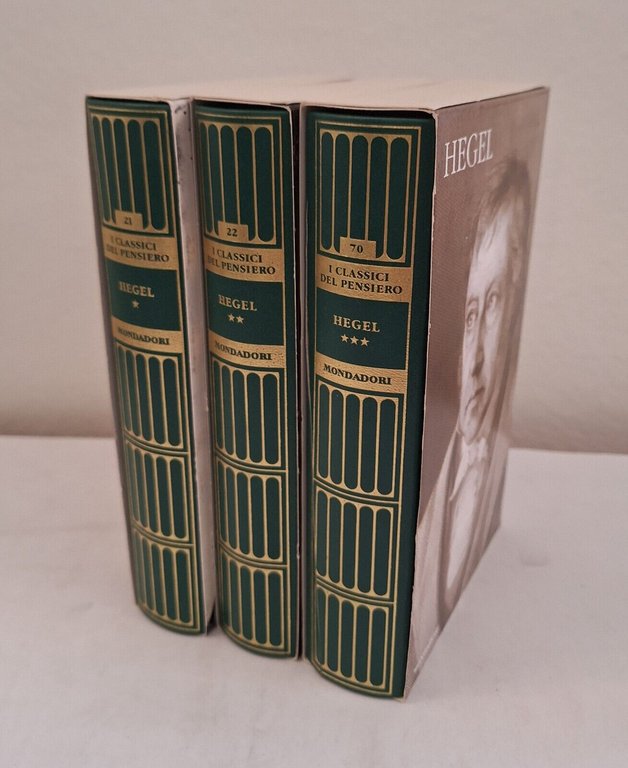 21
I CLASSICI
DEL PENSIERO
HEGEL
★
MONDADORI
22
I CLASSICI
DEL PENSIERO
HEGEL
★★
MONDADORI
70
I CLASSICI
DEL PENSIERO
HEGEL
★★★
MONDADORI
HEGEL